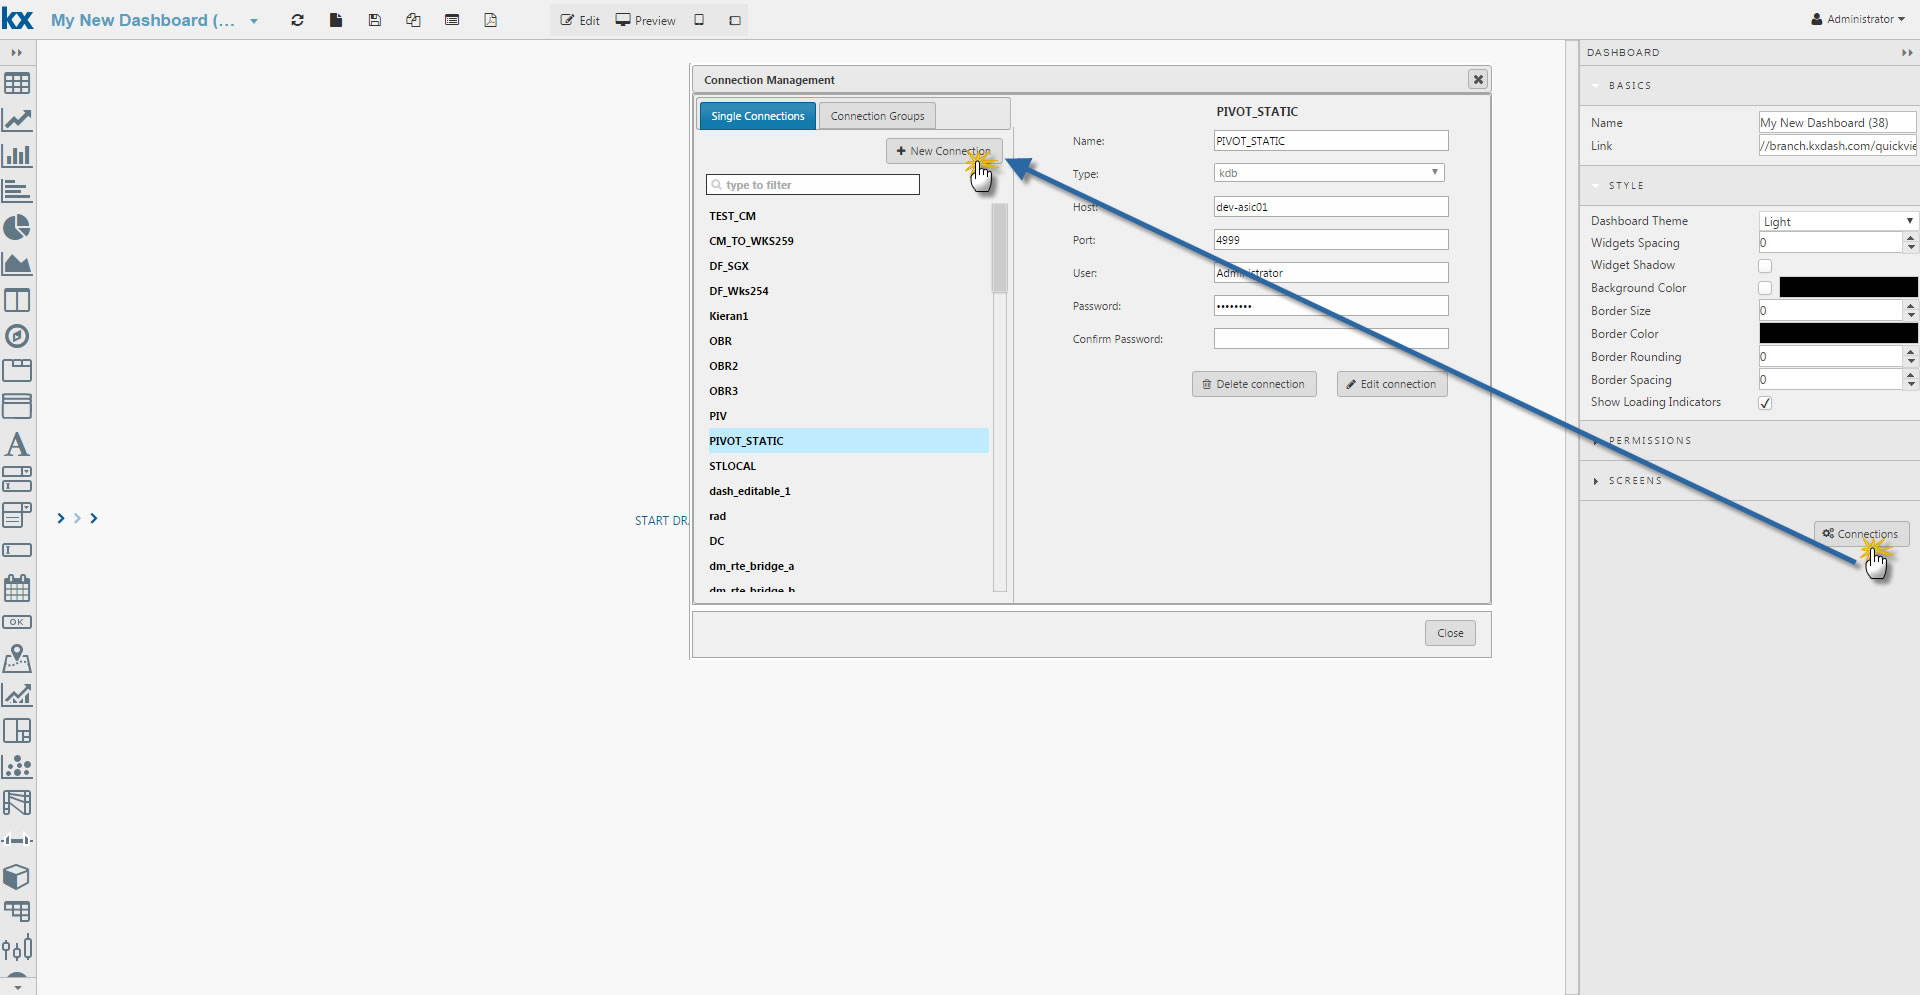 kx My New Dashboard (... Edit Preview Administrator
DASHBOARD
BASICS
Name My New Dashboard (38)
Link //branch.kxdash.com/quickvie
STYLE
Dashboard Theme Light
Widgets Spacing 0
Widget Shadow
Background Color
Border Size 0
Border Color
Border Rounding 0
Border Spacing 0
Show Loading Indicators
PERMISSIONS
SCREENS
Connections
Connection Management
Single Connections Connection Groups
New Connection
type to filter
TEST_CM
CM_TO_WKS259
DF_SGX
DF_Wks254
Kieran1
OBR
OBR2
OBR3
PIV
PIVOT_STATIC
STLOCAL
dash_editable_1
rad
DC
dm_rte_bridge_a
dm_rte_bridge_b
PIVOT_STATIC
Name: PIVOT_STATIC
Type: kdb
Host: dev-asic01
Port: 4999
User: Administrator
Password: ••••••••
Confirm Password:
Delete connection Edit connection
Close
START DR
A
OK